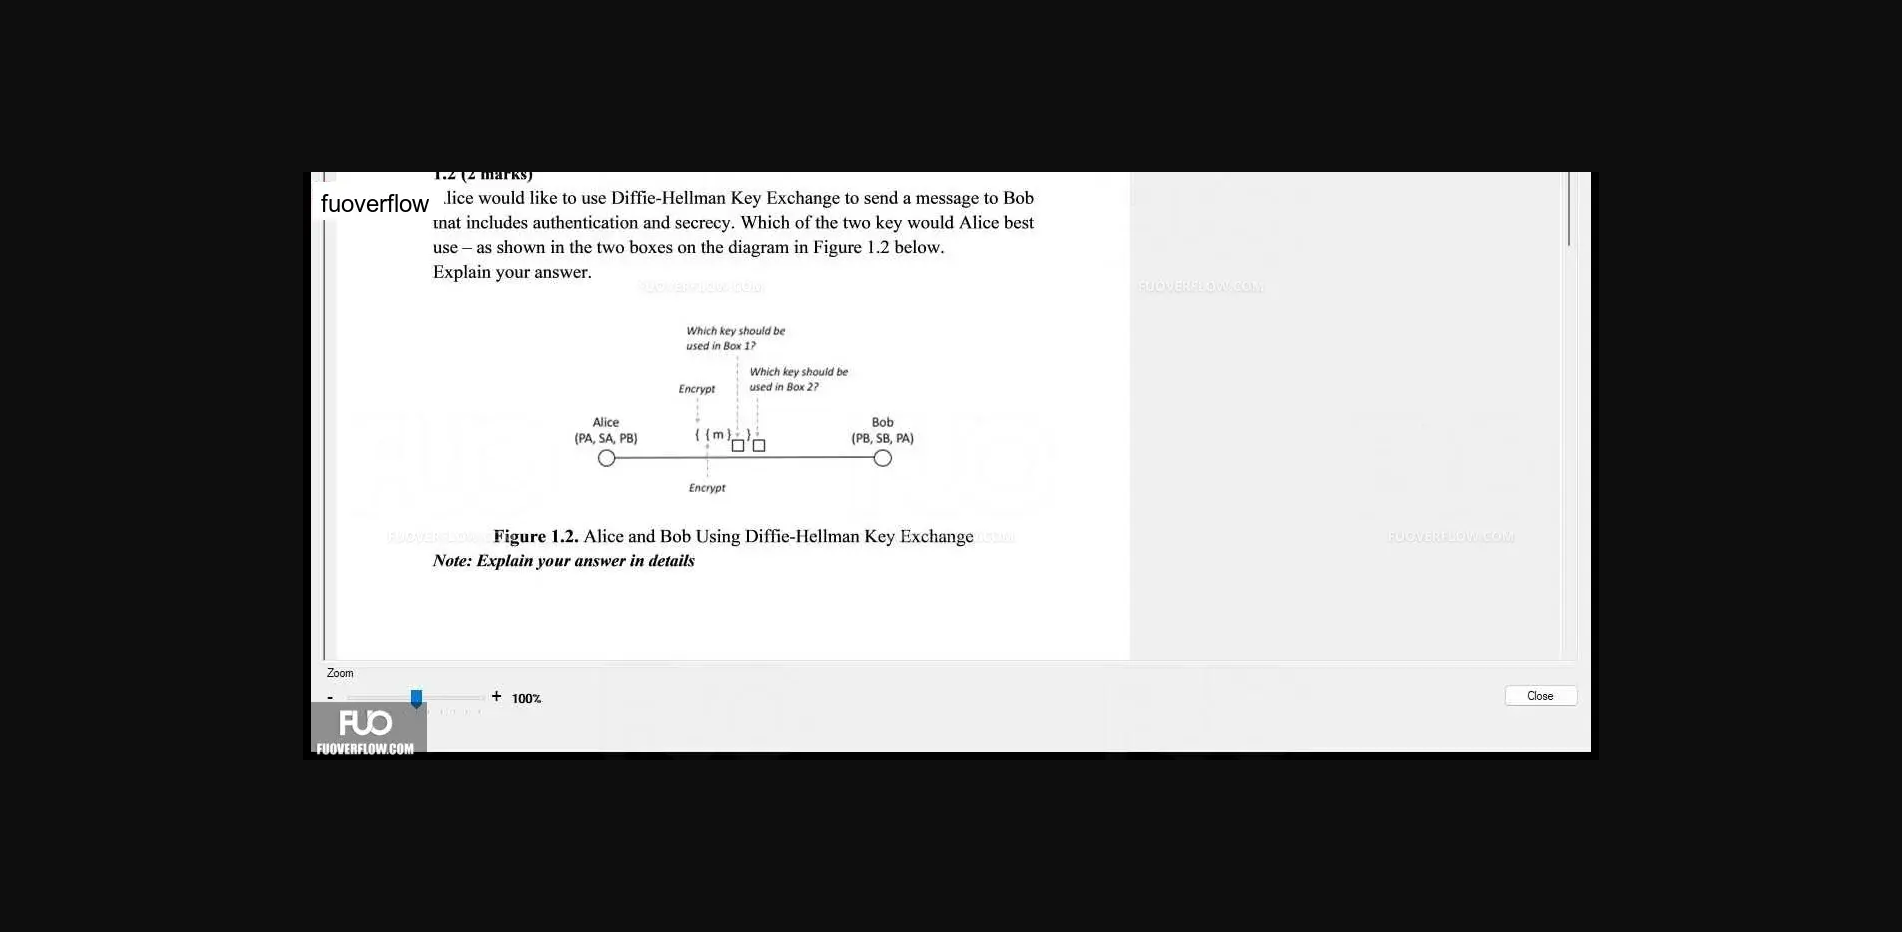 1.2 (2 marks)
fuoverflow
lice would like to use Diffie-Hellman Key Exchange to send a message to Bob
that includes authentication and secrecy. Which of the two key would Alice best
use – as shown in the two boxes on the diagram in Figure 1.2 below.
Explain your answer.
FUOVERFLOW.COM
FUOVERFLOW.COM
Which key should be
used in Box 1?
Which key should be
used in Box 2?
Encrypt
Alice
(PA, SA, PB)
{ {m}□ }□
Bob
(PB, SB, PA)
Encrypt
Figure 1.2. Alice and Bob Using Diffie-Hellman Key Exchange
FUOVERFLOW.COM
Note: Explain your answer in details
Zoom
- + 100%
Close
FUO
FUOVERFLOW.COM